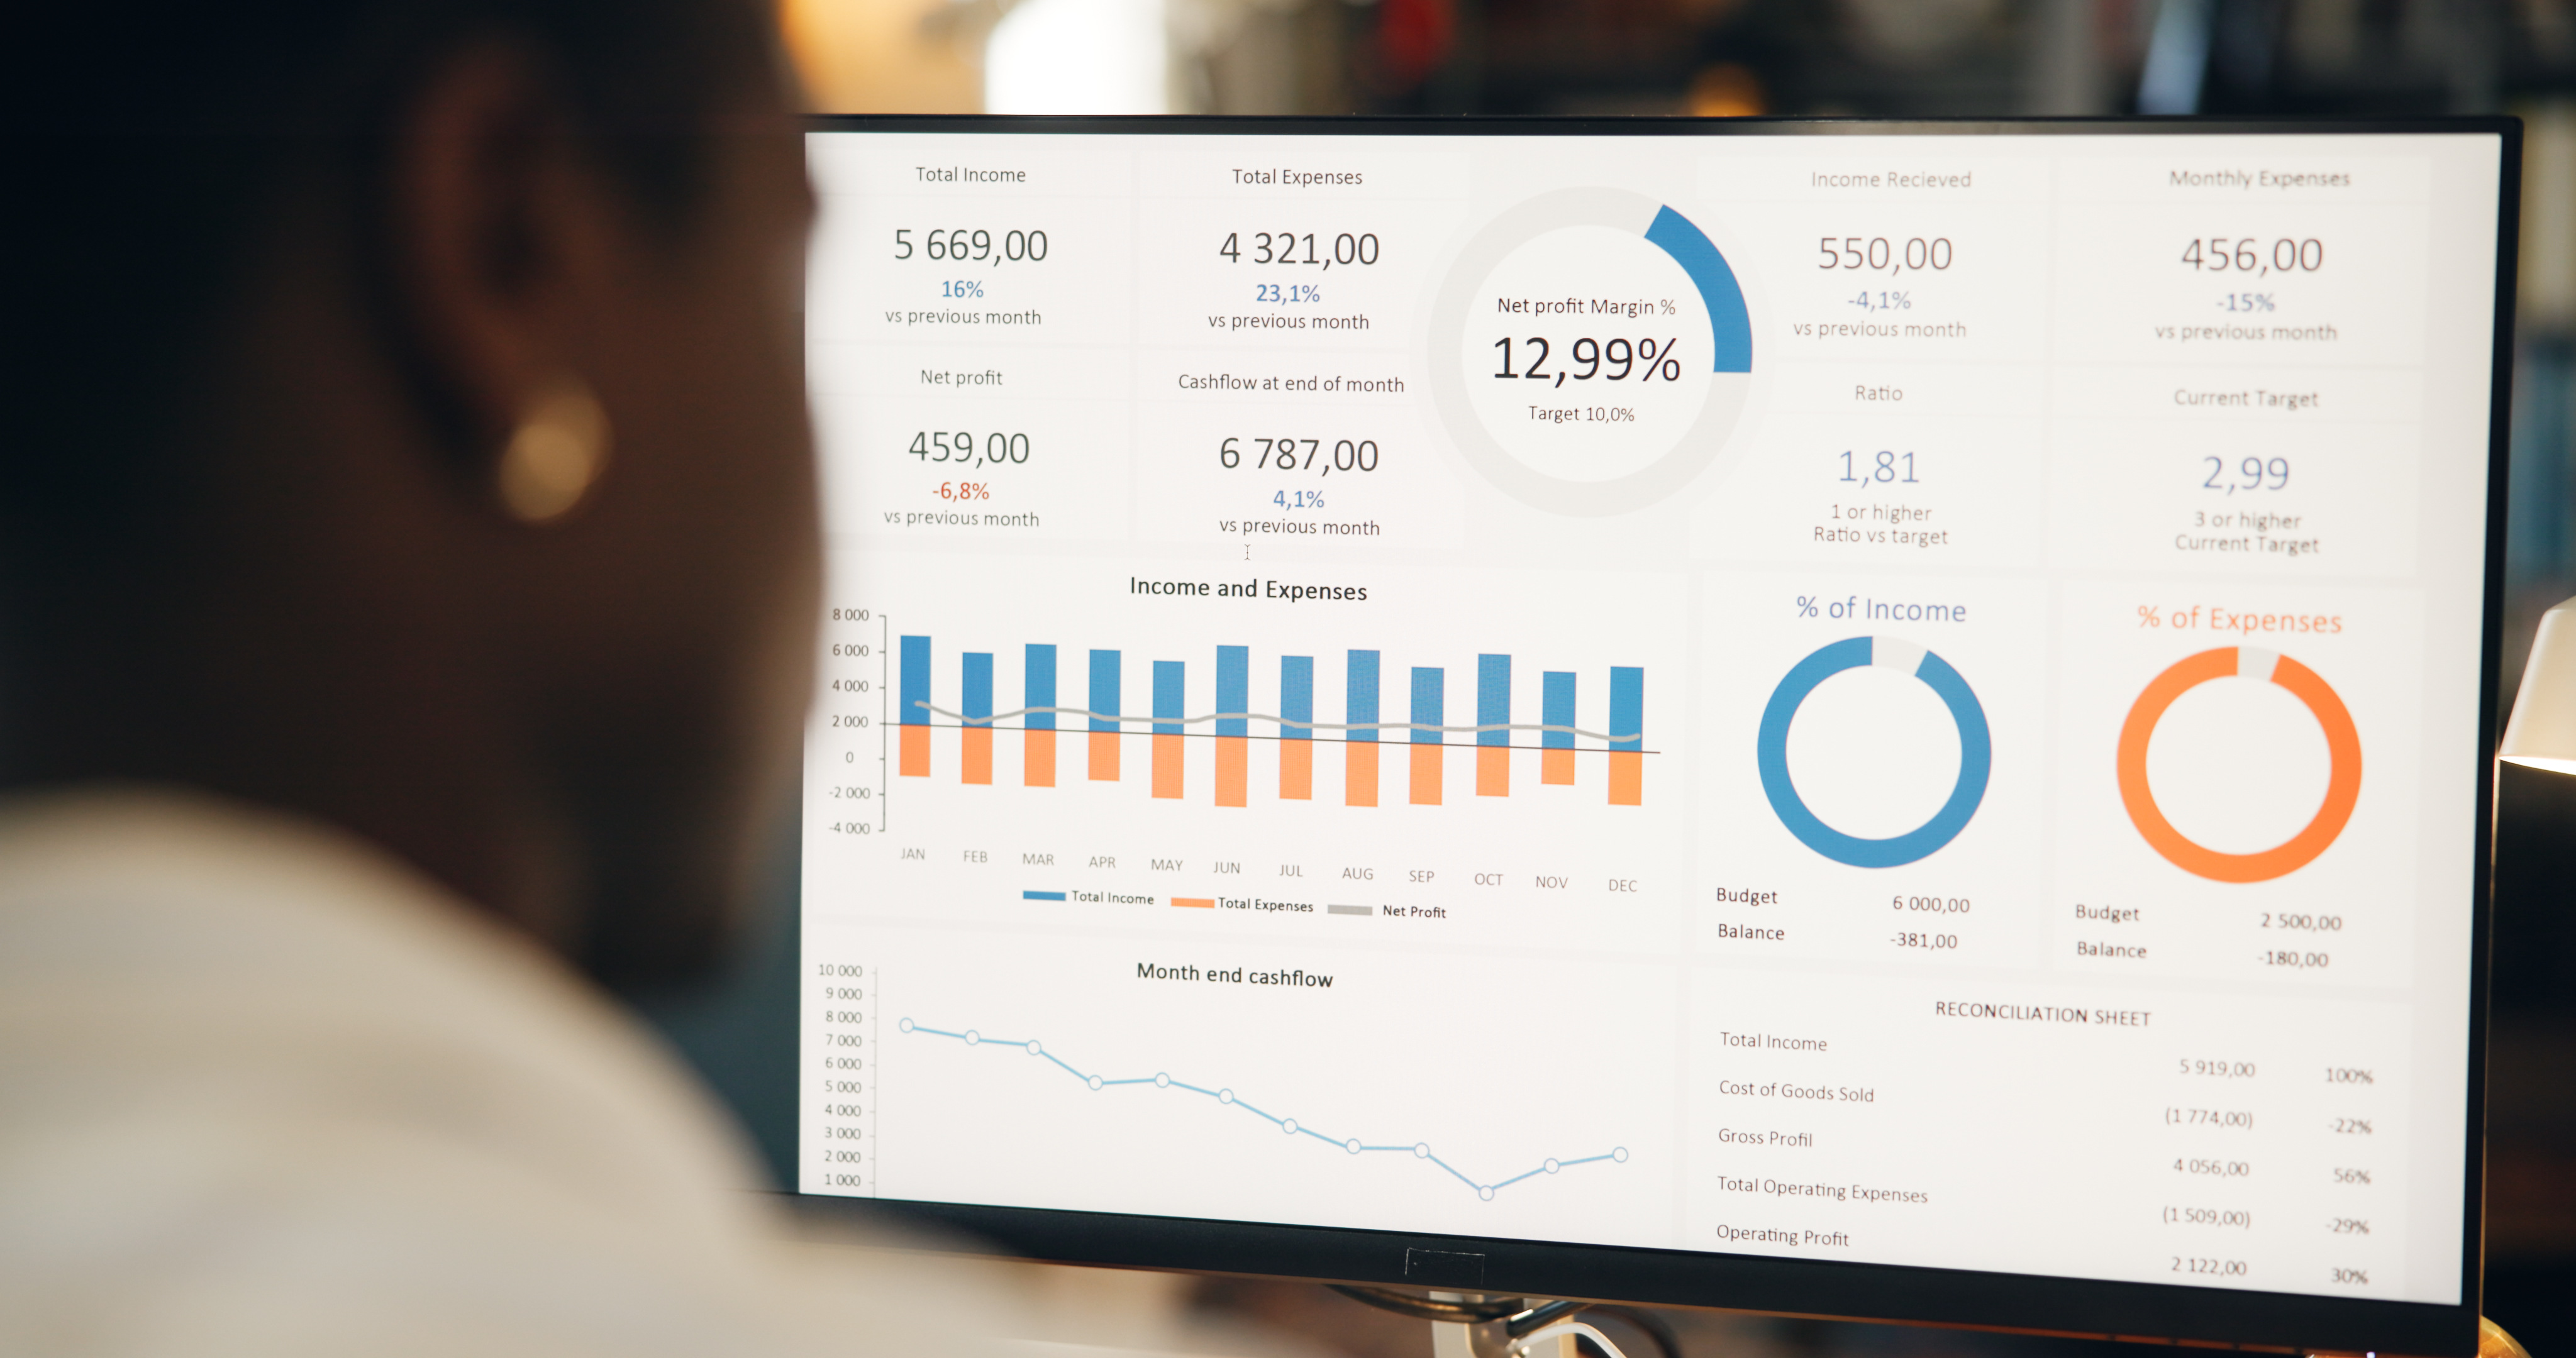 Total Income
5 669,00
16%
vs previous month
Total Expenses
4 321,00
23,1%
vs previous month
Net profit
459,00
-6,8%
vs previous month
Cashflow at end of month
6 787,00
4,1%
vs previous month
Net profit Margin %
12,99%
Target 10,0%
Income Recieved
550,00
-4,1%
vs previous month
Monthly Expenses
456,00
-15%
vs previous month
Ratio
1,81
1 or higher
Ratio vs target
Current Target
2,99
3 or higher
Current Target
Income and Expenses
8 000
6 000
4 000
2 000
0
-2 000
-4 000
JAN FEB MAR APR MAY JUN JUL AUG SEP OCT NOV DEC
Total Income Total Expenses Net Profit
% of Income
Budget 6 000,00
Balance -381,00
% of Expenses
Budget 2 500,00
Balance -180,00
Month end cashflow
10 000
9 000
8 000
7 000
6 000
5 000
4 000
3 000
2 000
1 000
RECONCILIATION SHEET
Total Income 5 919,00 100%
Cost of Goods Sold (1 774,00) -22%
Gross Profil 4 056,00 56%
Total Operating Expenses (1 509,00) -29%
Operating Profit 2 122,00 30%